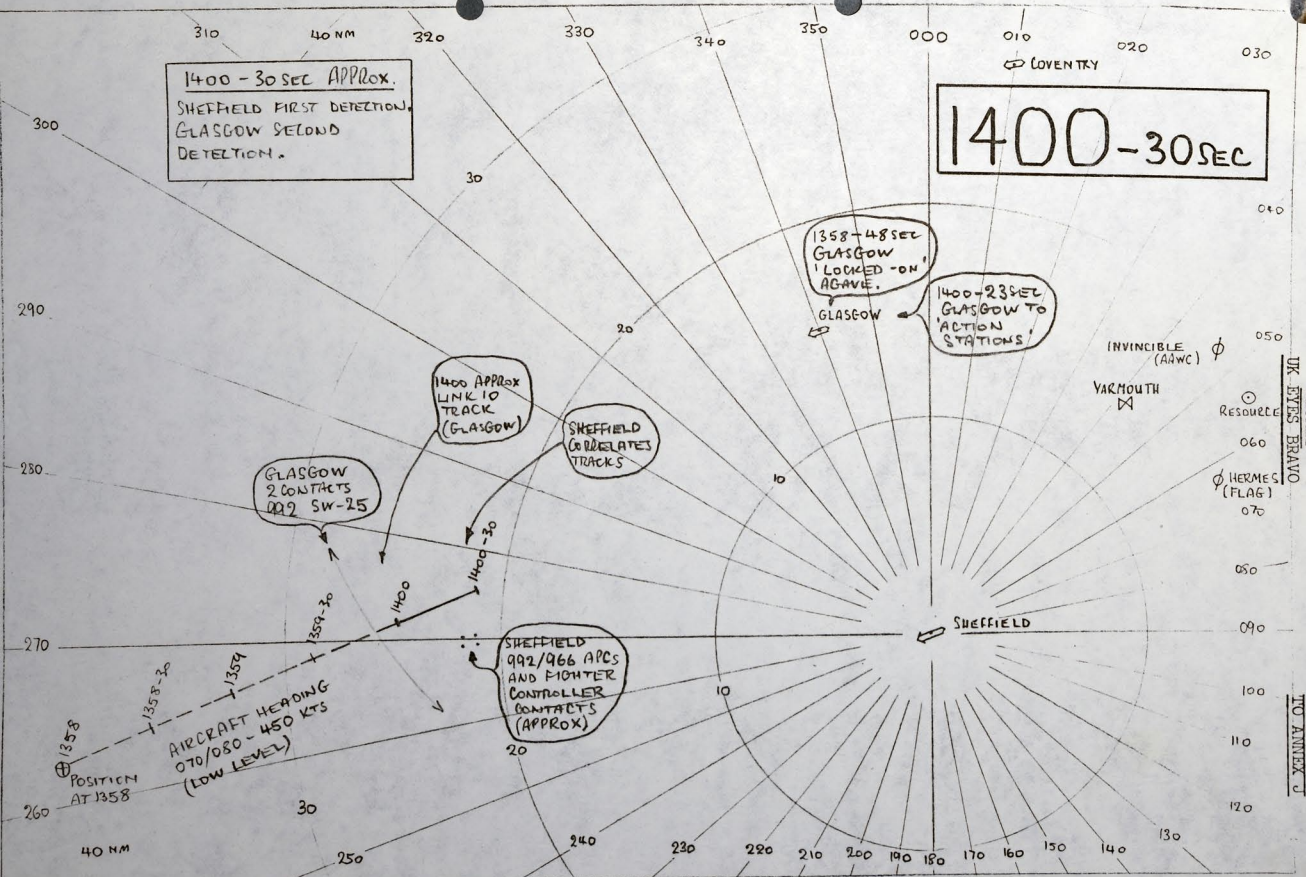 310
40 NM
320
330
340
350
000
010
020
030
COVENTRY
1400 - 30 SEC APPROX.
SHEFFIELD FIRST DETECTION.
GLASGOW SECOND
DETECTION.
1400 - 30 SEC
300
30
040
1358-48 SEC
GLASGOW
'LOCKED-ON'
AGAVE.
GLASGOW
1400-23 SEC
GLASGOW TO
'ACTION
STATIONS'
290
20
050
INVINCIBLE
(AAWC)
YARMOUTH
RESOURCE
UK EYES BRAVO
1400 APPROX
LINK 10
TRACK
(GLASGOW)
SHEFFIELD
CORRELATES
TRACKS
060
280
GLASGOW
2 CONTACTS
992 SW-25
10
HERMES
(FLAG)
070
080
1400-30
1400
1359-30
1359
1358-30
1358
270
SHEFFIELD
090
SHEFFIELD
992/966 APCs
AND FIGHTER
CONTROLLER
CONTACTS
(APPROX)
10
100
AIRCRAFT HEADING
070/080 - 450 KTS
(LOW LEVEL)
POSITION
AT 1358
20
110
TO ANNEX J
260
30
120
40 NM
250
240
230
220
210
200
190
180
170
160
150
140
130